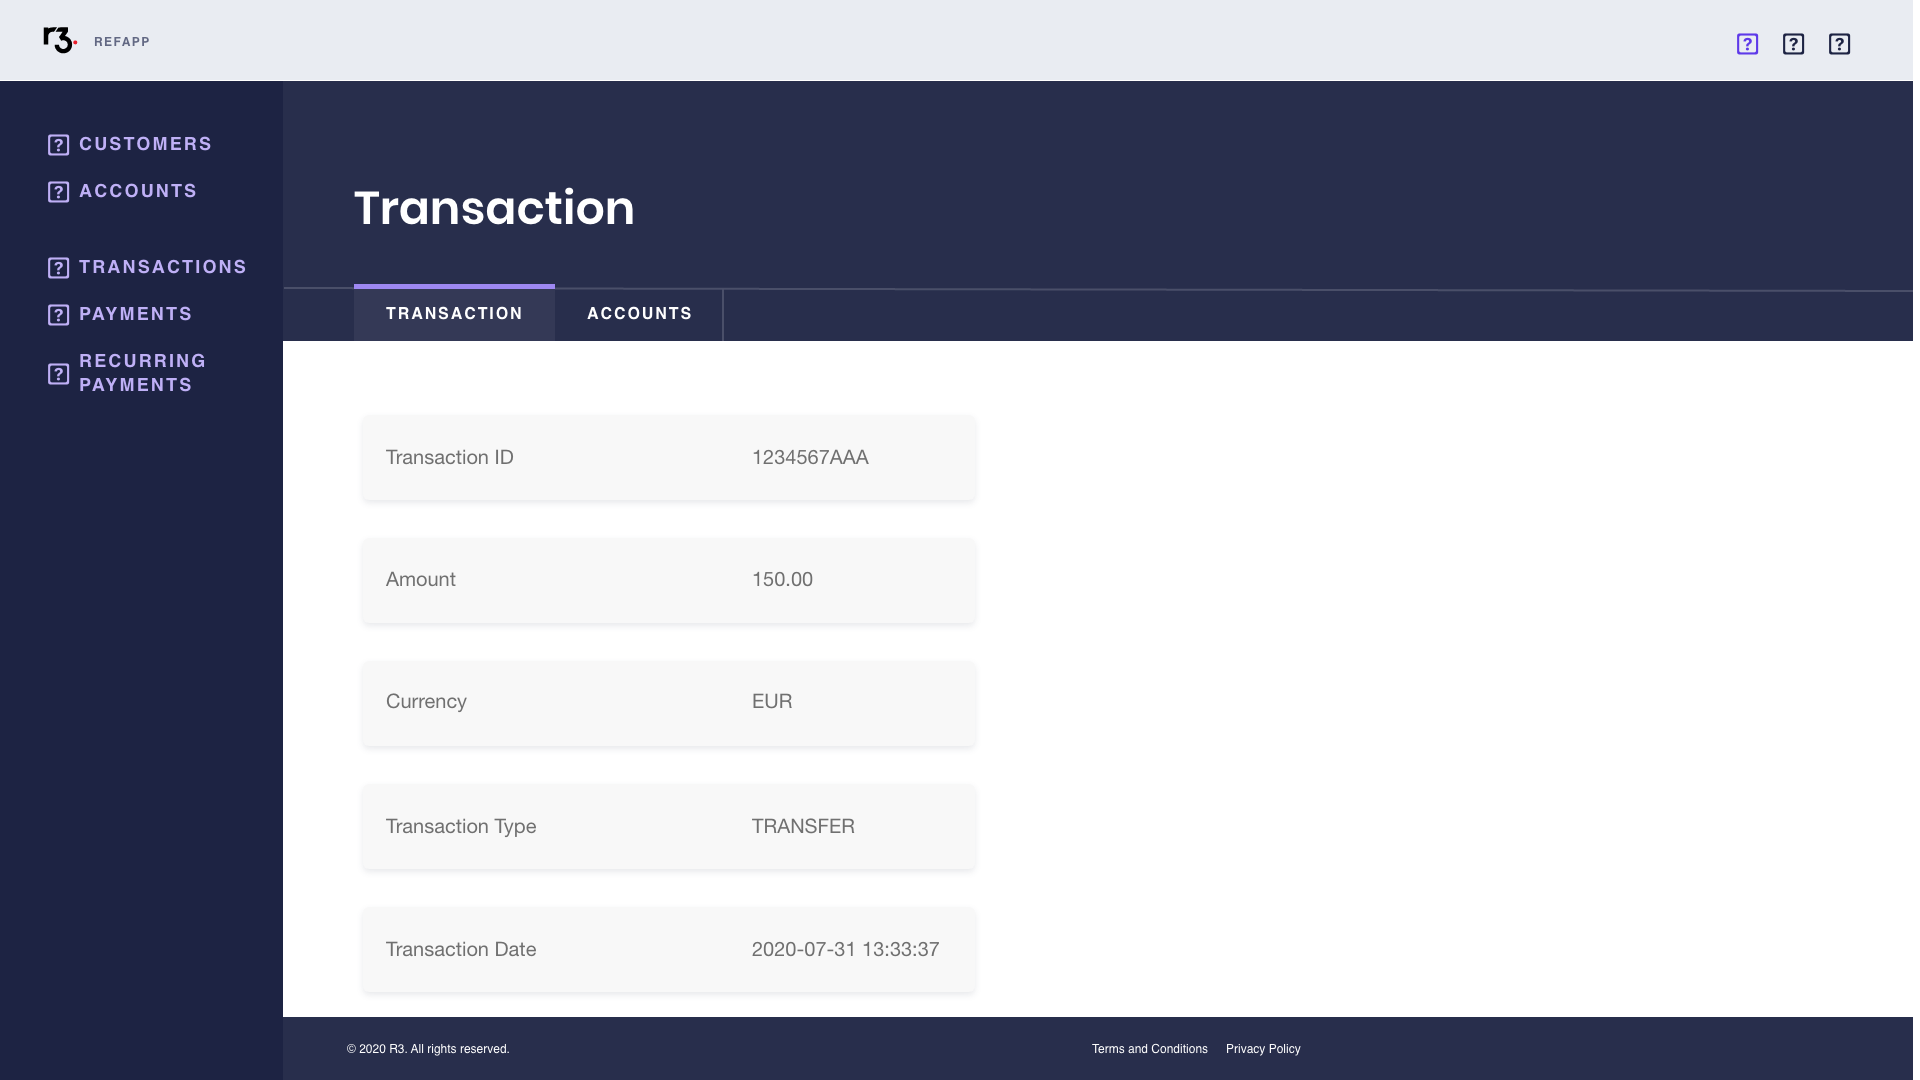 r3.
REFAPP
CUSTOMERS
ACCOUNTS
TRANSACTIONS
PAYMENTS
RECURRING
PAYMENTS
Transaction
TRANSACTION
ACCOUNTS
Transaction ID 1234567AAA
Amount 150.00
Currency EUR
Transaction Type TRANSFER
Transaction Date 2020-07-31 13:33:37
© 2020 R3. All rights reserved.
Terms and Conditions
Privacy Policy